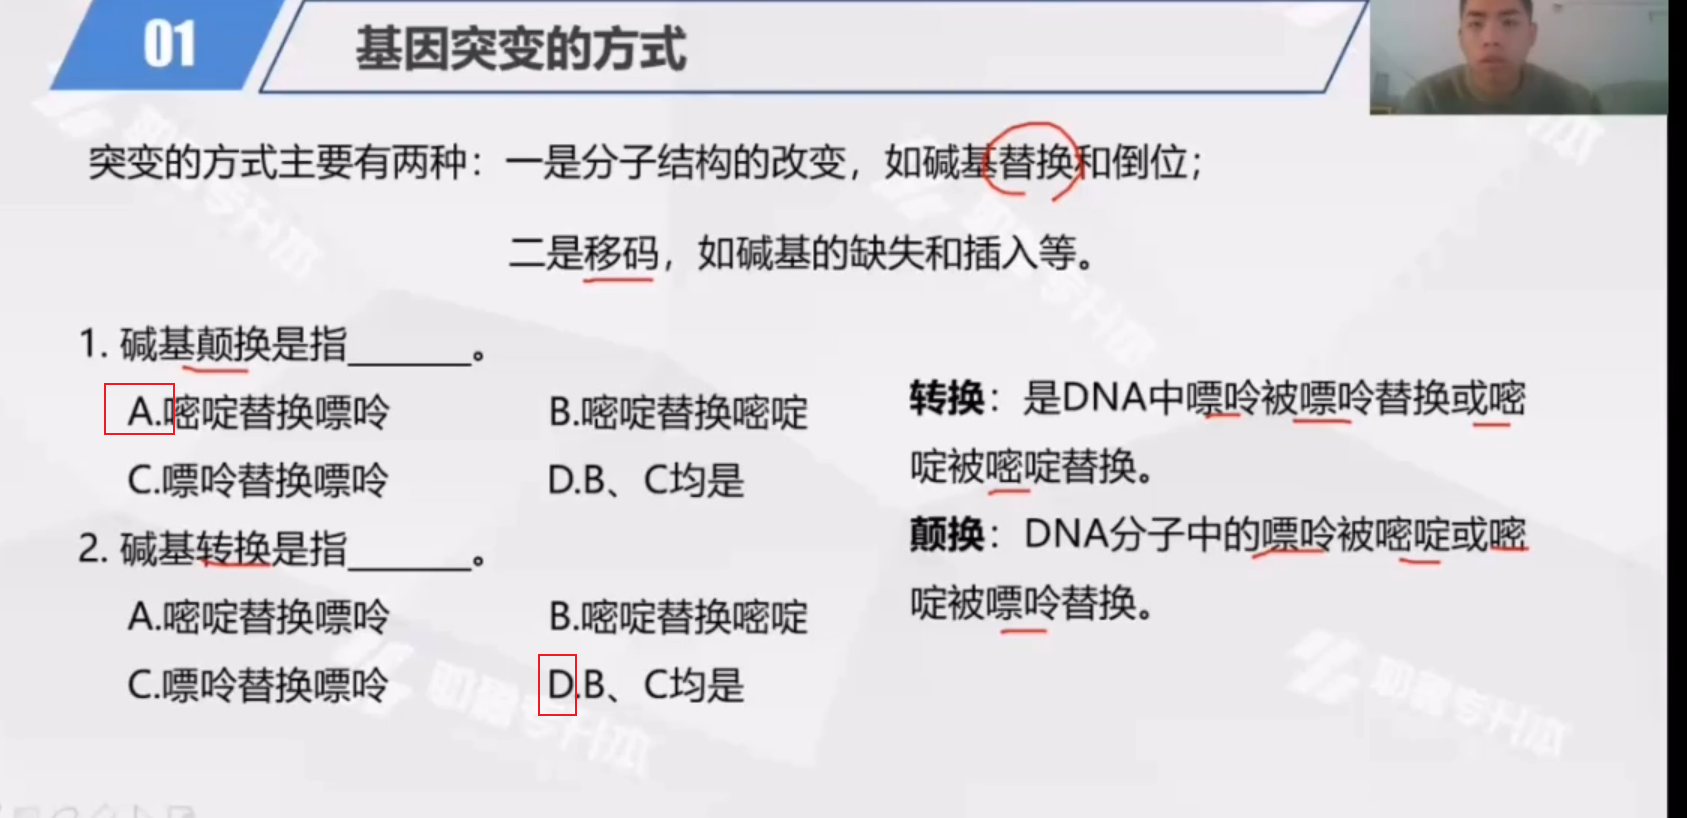 01
基因突变的方式
突变的方式主要有两种：一是分子结构的改变，如碱基替换和倒位；
二是移码，如碱基的缺失和插入等。
1. 碱基颠换是指______。
A.嘧啶替换嘌呤 B.嘧啶替换嘧啶
C.嘌呤替换嘌呤 D.B、C均是
2. 碱基转换是指______。
A.嘧啶替换嘌呤 B.嘧啶替换嘧啶
C.嘌呤替换嘌呤 D.B、C均是
转换：是DNA中嘌呤被嘌呤替换或嘧
啶被嘧啶替换。
颠换：DNA分子中的嘌呤被嘧啶或嘧
啶被嘌呤替换。